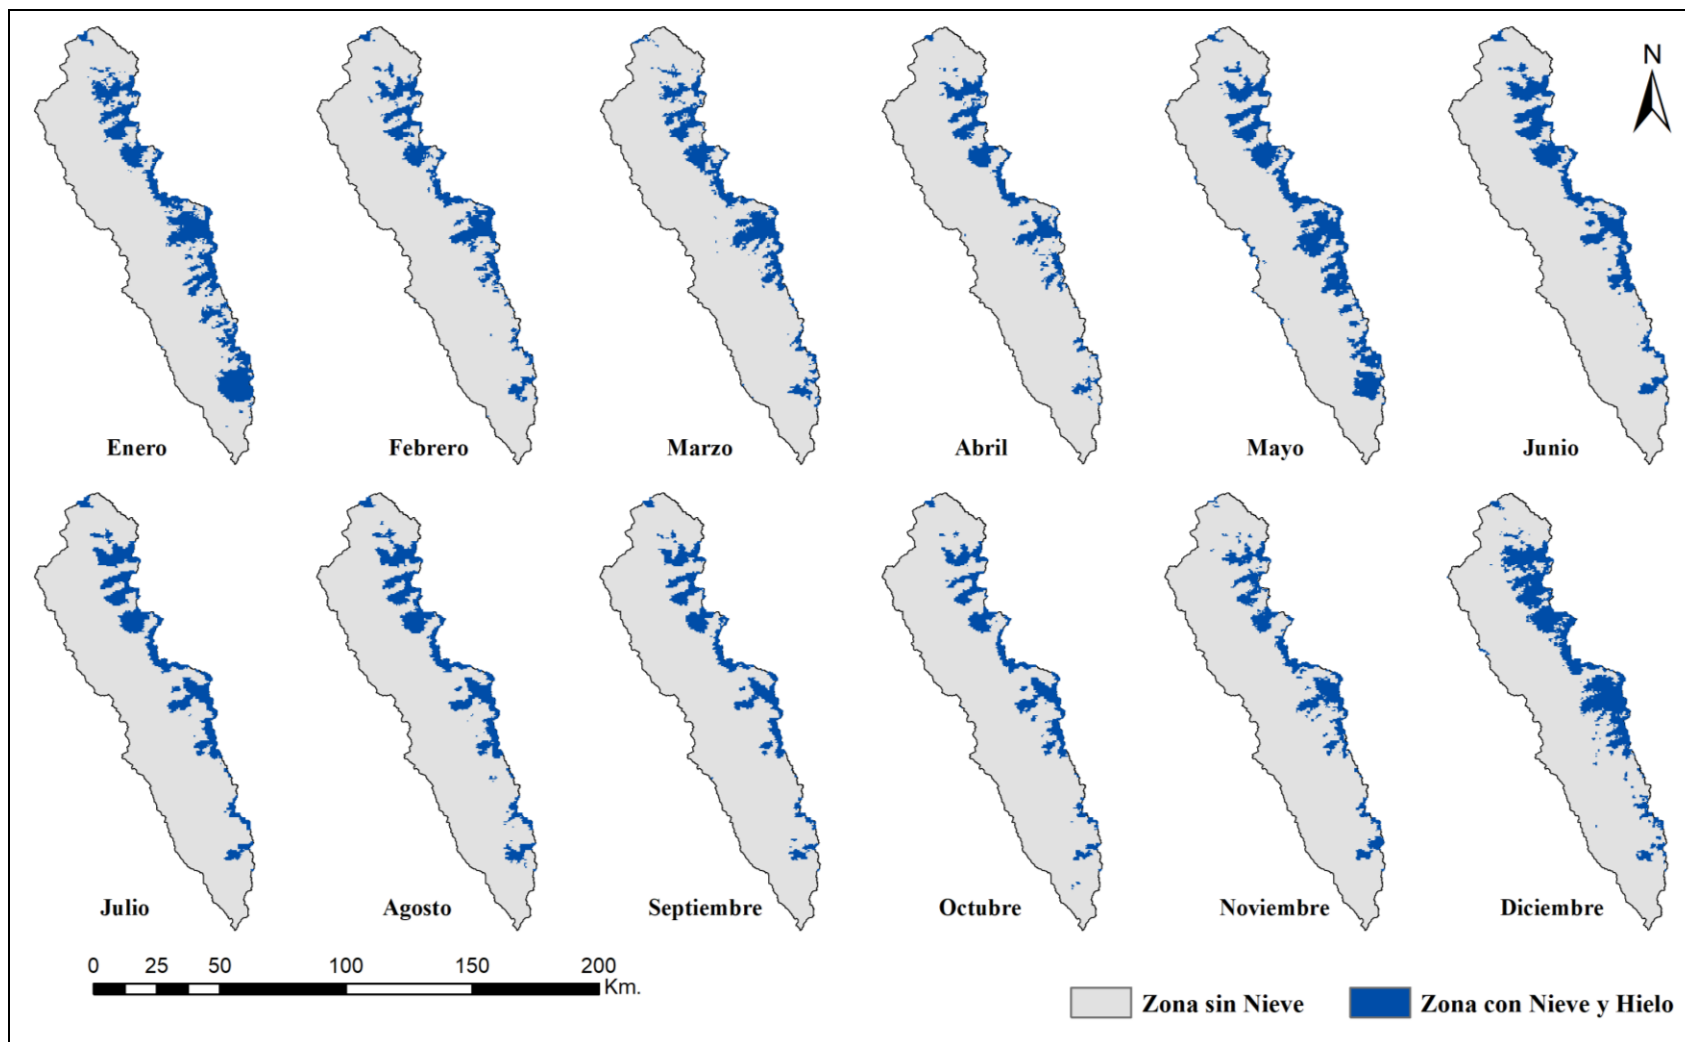 N
Enero
Febrero
Marzo
Abril
Mayo
Junio
Julio
Agosto
Septiembre
Octubre
Noviembre
Diciembre
0 25 50 100 150 200
Km.
Zona sin Nieve
Zona con Nieve y Hielo